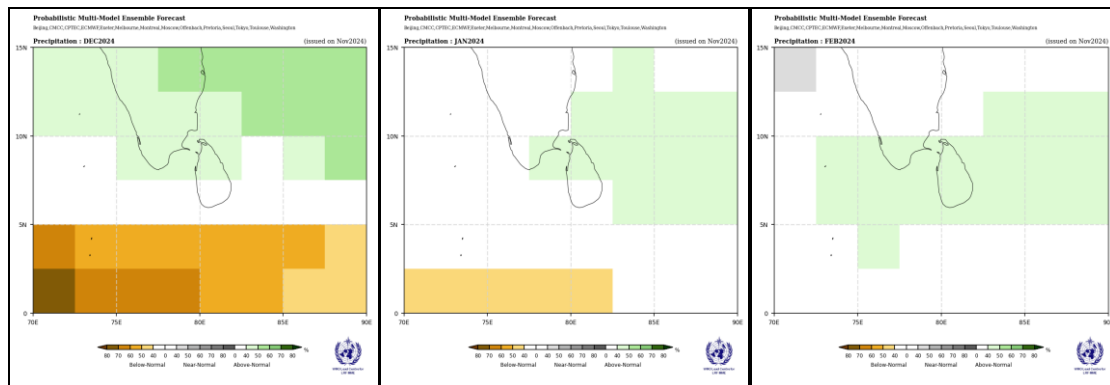 Probabilistic Multi-Model Ensemble Forecast
Beijing,CMCC,CPTEC,ECMWF,Exeter,Melbourne,Montreal,Moscow,Offenbach,Pretoria,Seoul,Tokyo,Toulouse,Washington
Precipitation : DEC2024 (issued on Nov2024)
15N
10N
5N
0
70E 75E 80E 85E 90E
80 70 60 50 40 0 40 50 60 70 80 0 40 50 60 70 80 %
Below-Normal Near-Normal Above-Normal
Probabilistic Multi-Model Ensemble Forecast
Beijing,CMCC,CPTEC,ECMWF,Exeter,Melbourne,Montreal,Moscow,Offenbach,Pretoria,Seoul,Tokyo,Toulouse,Washington
Precipitation : JAN2024 (issued on Nov2024)
15N
10N
5N
0
70E 75E 80E 85E 90E
80 70 60 50 40 0 40 50 60 70 80 0 40 50 60 70 80 %
Below-Normal Near-Normal Above-Normal
Probabilistic Multi-Model Ensemble Forecast
Beijing,CMCC,CPTEC,ECMWF,Exeter,Melbourne,Montreal,Moscow,Offenbach,Pretoria,Seoul,Tokyo,Toulouse,Washington
Precipitation : FEB2024 (issued on Nov2024)
15N
10N
5N
0
70E 75E 80E 85E 90
80 70 60 50 40 0 40 50 60 70 80 0 40 50 60 70 80 %
Below-Normal Near-Normal Above-Normal